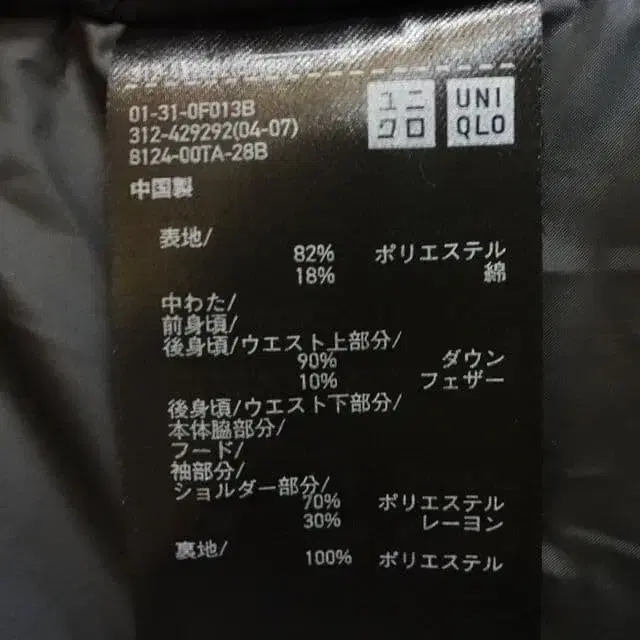 01-31-0F013B
312-429292(04-07)
8124-00TA-28B
ユニクロ
UNIQLO
中国製
表地/
82% ポリエステル
18% 綿
中わた/
前身頃/
後身頃/ウエスト上部分/
90% ダウン
10% フェザー
後身頃/ウエスト下部分/
本体脇部分/
フード/
袖部分/
ショルダー部分/
70% ポリエステル
30% レーヨン
裏地/ 100% ポリエステル